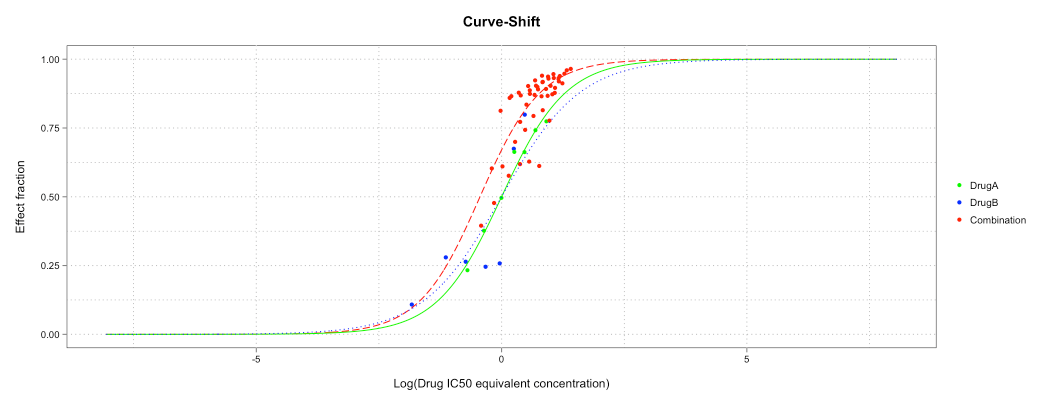 Curve-Shift
1.00
0.75
0.50
0.25
0.00
Effect fraction
-5
0
5
Log(Drug IC50 equivalent concentration)
DrugA
DrugB
Combination